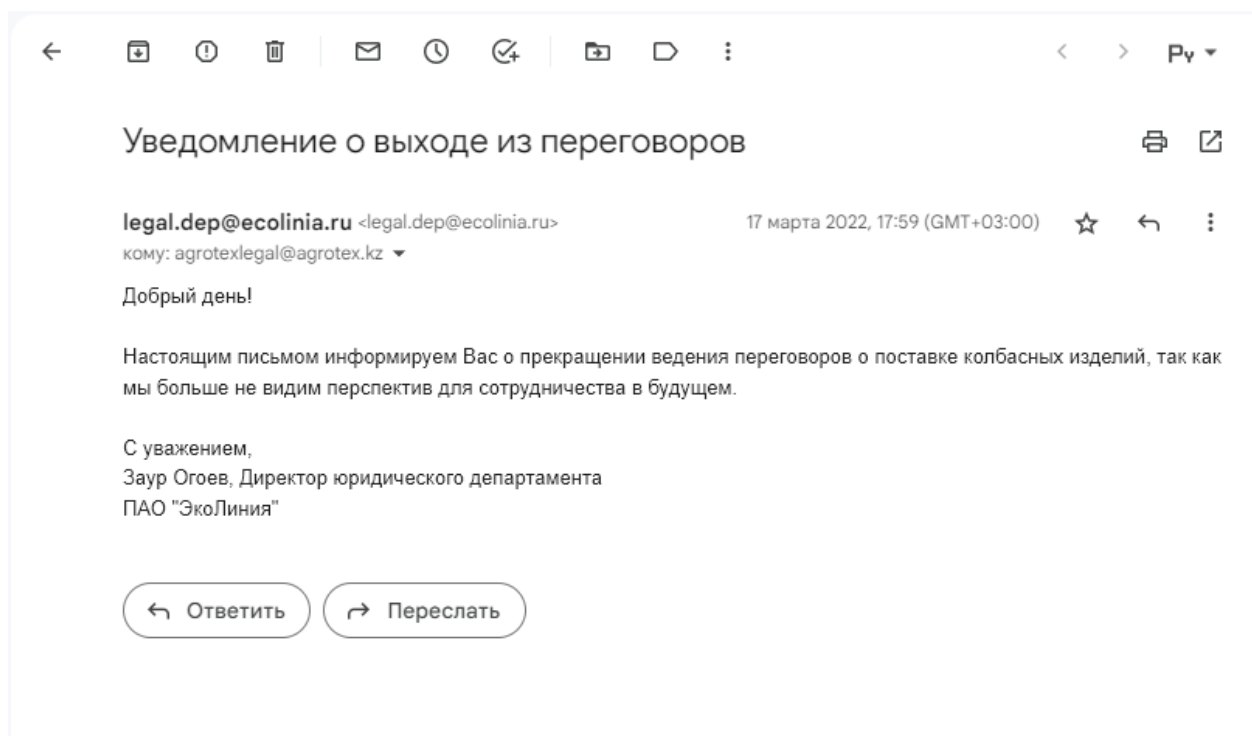 Ру
Уведомление о выходе из переговоров
legal.dep@ecolinia.ru <legal.dep@ecolinia.ru> 17 марта 2022, 17:59 (GMT+03:00)
кому: agrotexlegal@agrotex.kz
Добрый день!
Настоящим письмом информируем Вас о прекращении ведения переговоров о поставке колбасных изделий, так как
мы больше не видим перспектив для сотрудничества в будущем.
С уважением,
Заур Огоев, Директор юридического департамента
ПАО "ЭкоЛиния"
Ответить Переслать